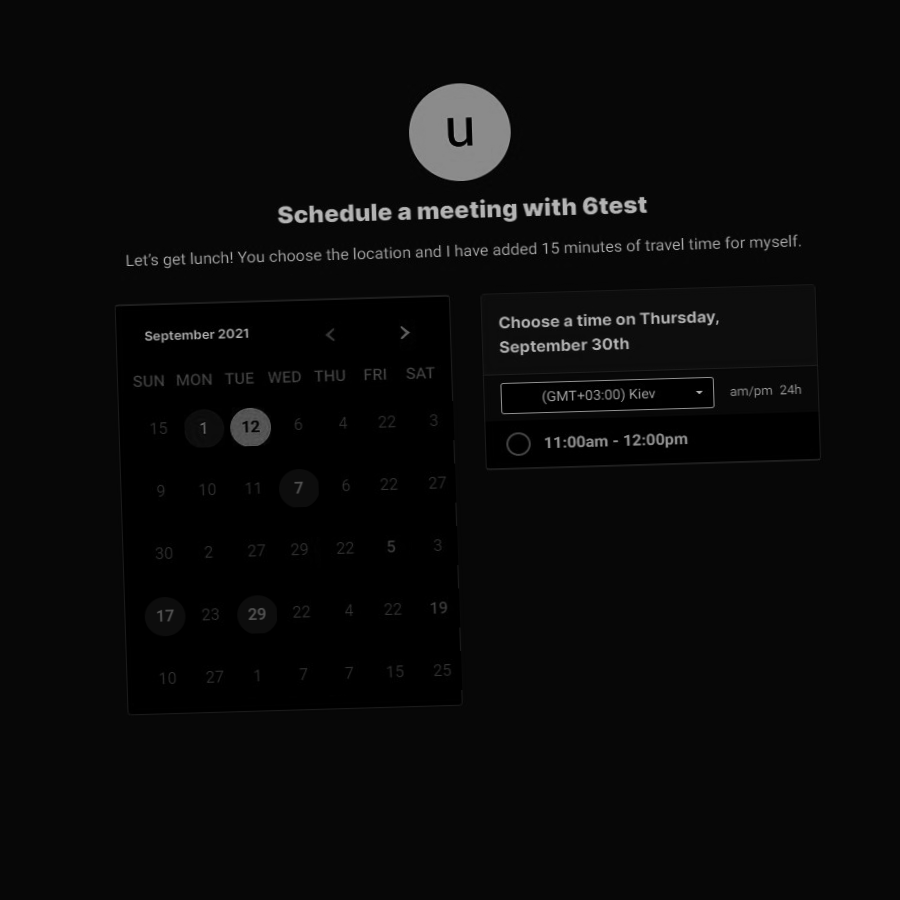 u
Schedule a meeting with 6test
Let's get lunch! You choose the location and I have added 15 minutes of travel time for myself.
September 2021
SUN MON TUE WED THU FRI SAT
15 1 12 6 4 22 3
9 10 11 7 6 22 27
30 2 27 29 22 5 3
17 23 29 22 4 22 19
10 27 1 7 7 15 25
Choose a time on Thursday,
September 30th
(GMT+03:00) Kiev am/pm 24h
11:00am - 12:00pm